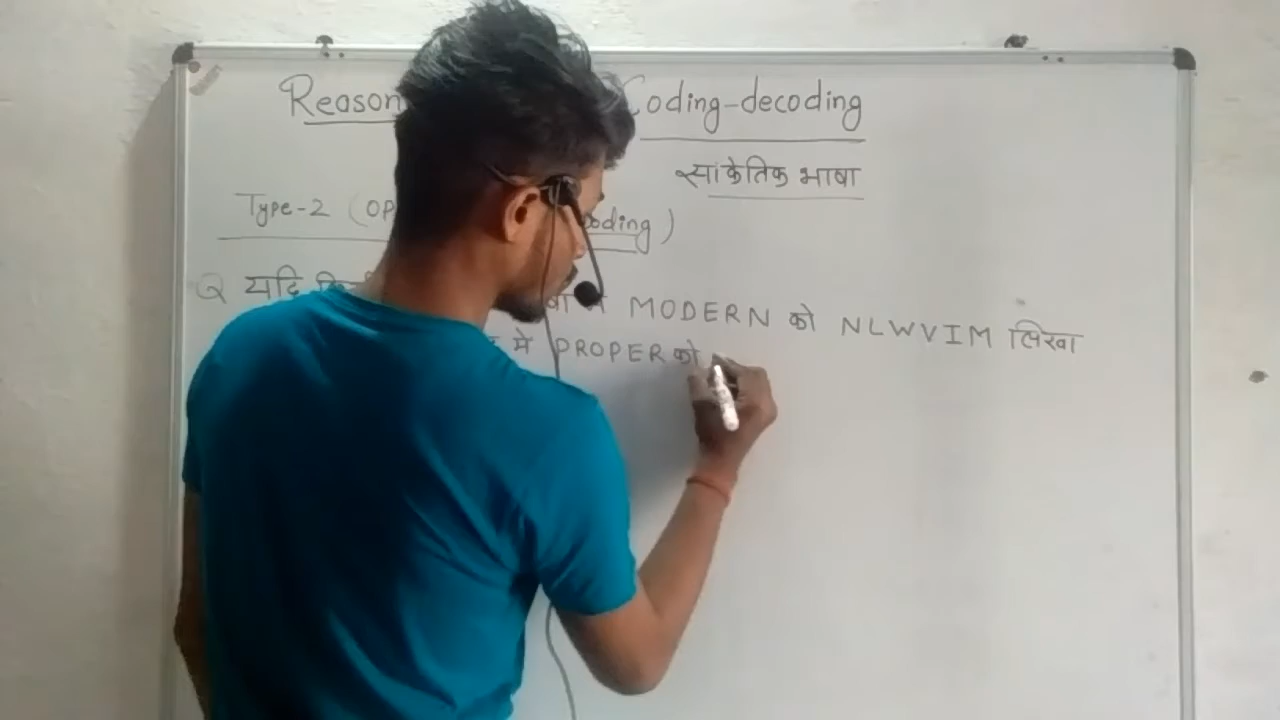 Reason Coding-decoding
सांकेतिक भाषा
Type-2 (OP oding)
Q यदि MODERN को NLWVIM लिखा
मे PROPER को